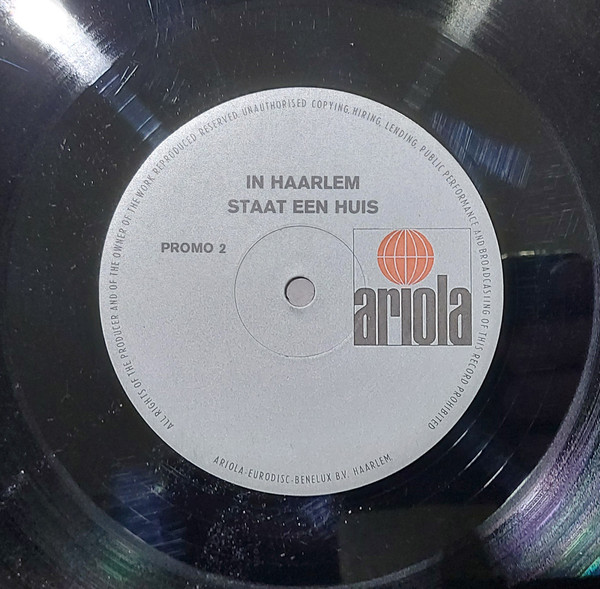 IN HAARLEM
STAAT EEN HUIS
PROMO 2
ariola
ALL RIGHTS OF THE PRODUCER AND OF THE OWNER OF THE WORK REPRODUCED RESERVED. UNAUTHORISED COPYING, HIRING, LENDING, PUBLIC PERFORMANCE AND BROADCASTING OF THIS RECORD PROHIBITED
ARIOLA-EURODISC-BENELUX B.V. HAARLEM